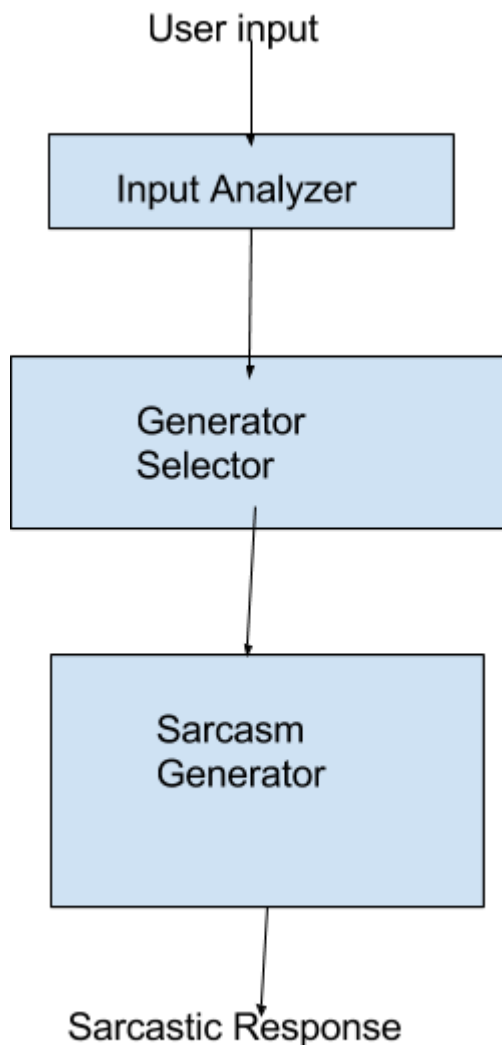 User input
Input Analyzer
Generator
Selector
Sarcasm
Generator
Sarcastic Response